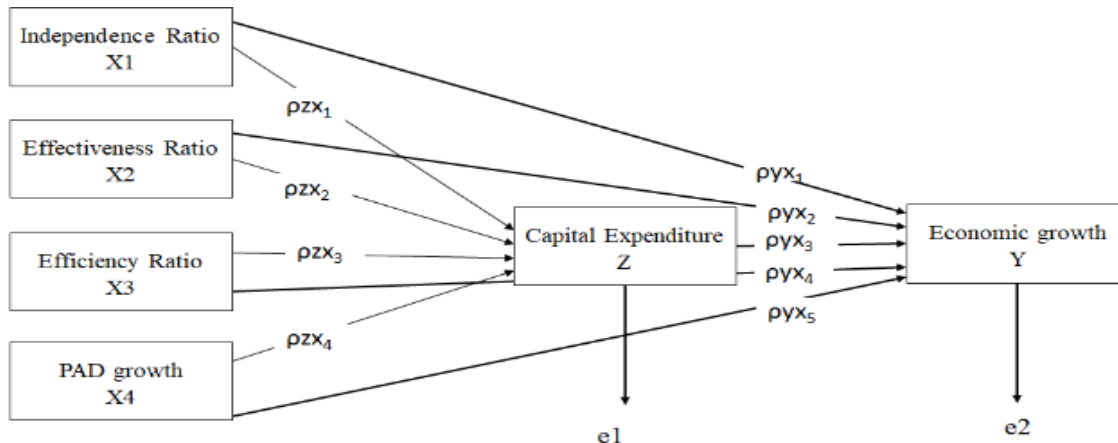 Independence Ratio
X1
ρzx₁
Effectiveness Ratio
X2
ρzx₂
Efficiency Ratio
X3
ρzx₃
PAD growth
X4
ρzx₄
Capital Expenditure
Z
ρyx₁
ρyx₂
ρyx₃
ρyx₄
ρyx₅
Economic growth
Y
e1
e2